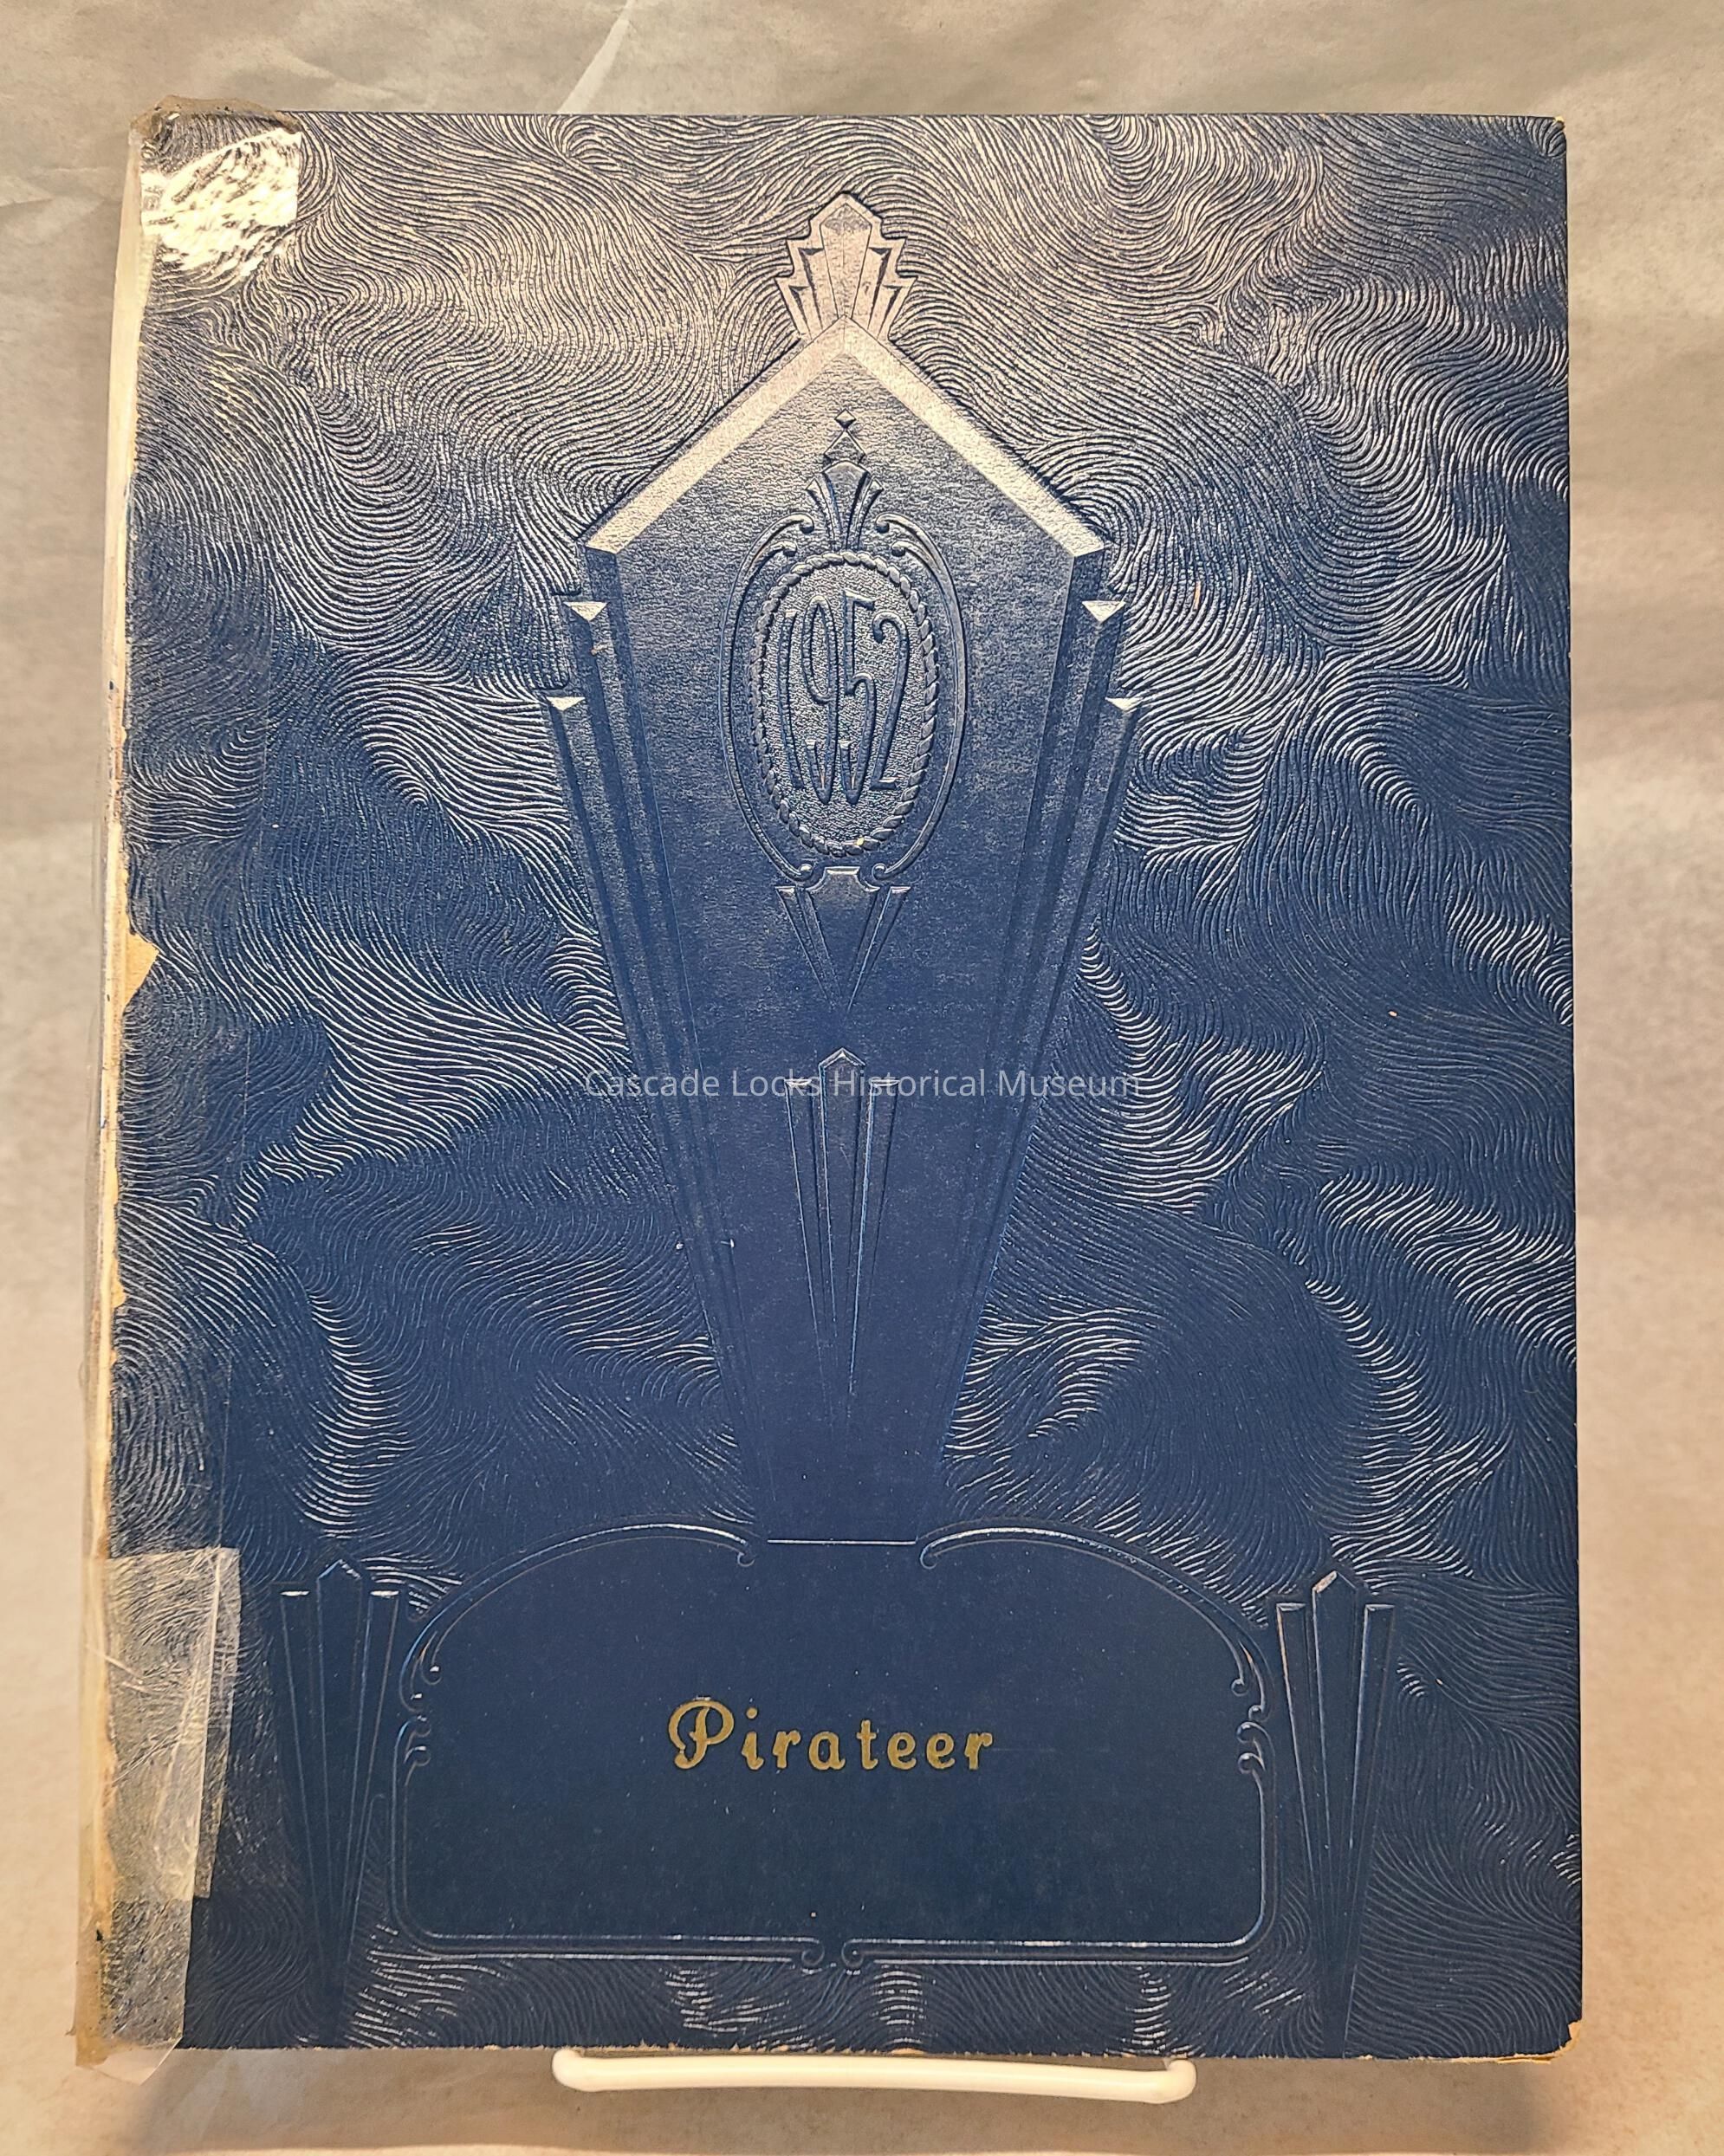 1952
Cascade Locks Historical Museum
Pirateer